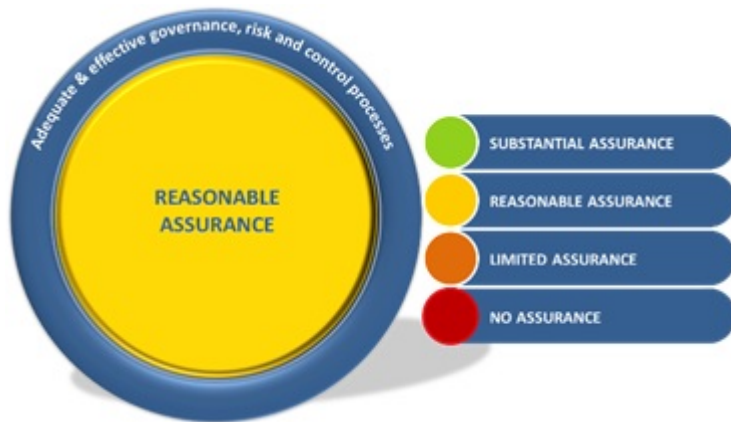 Adequate & effective governance, risk and control processes
REASONABLE
ASSURANCE
SUBSTANTIAL ASSURANCE
REASONABLE ASSURANCE
LIMITED ASSURANCE
NO ASSURANCE